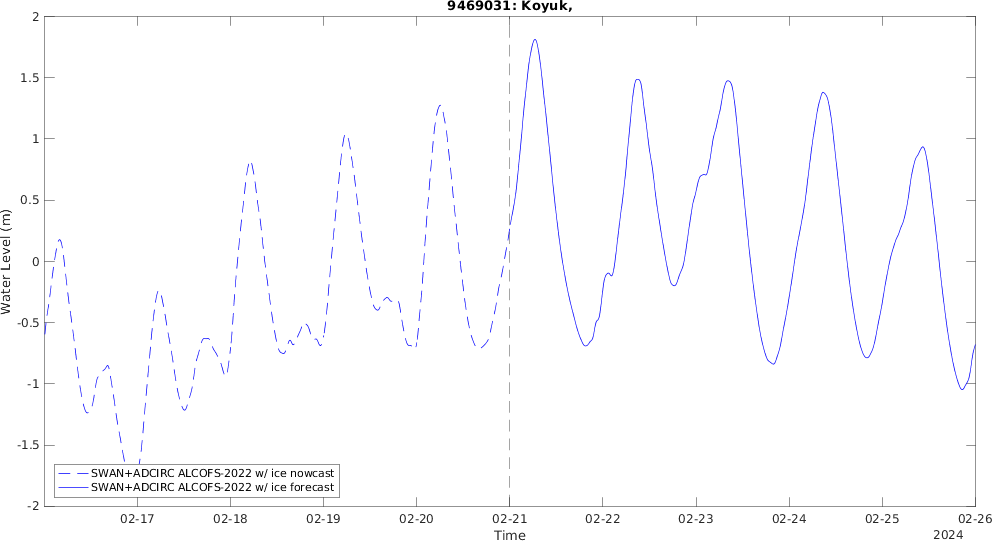 9469031: Koyuk,
2
1.5
1
0.5
0
-0.5
-1
-1.5
-2
Water Level (m)
SWAN+ADCIRC ALCOFS-2022 w/ ice nowcast
SWAN+ADCIRC ALCOFS-2022 w/ ice forecast
02-17 02-18 02-19 02-20 02-21 02-22 02-23 02-24 02-25 02-26
Time
2024